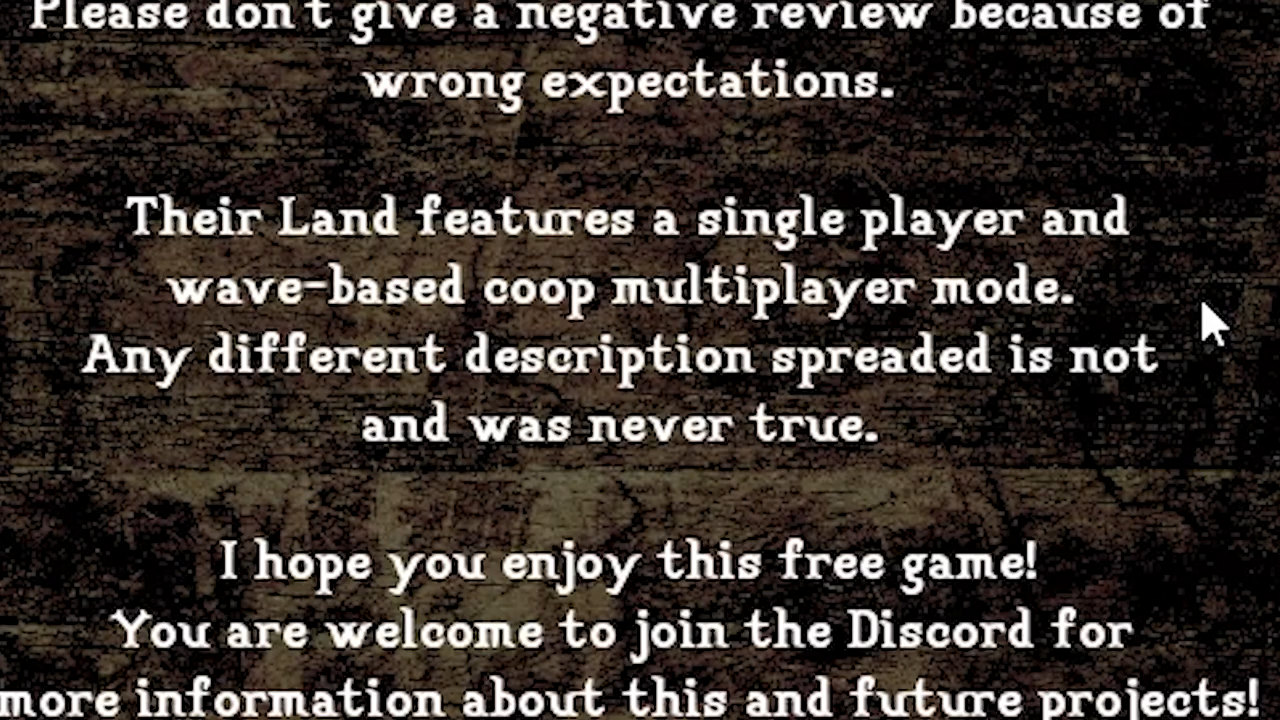 Please don't give a negative review because of
wrong expectations.
Their Land features a single player and
wave-based coop multiplayer mode.
Any different description spreaded is not
and was never true.
I hope you enjoy this free game!
You are welcome to join the Discord for
more information about this and future projects!